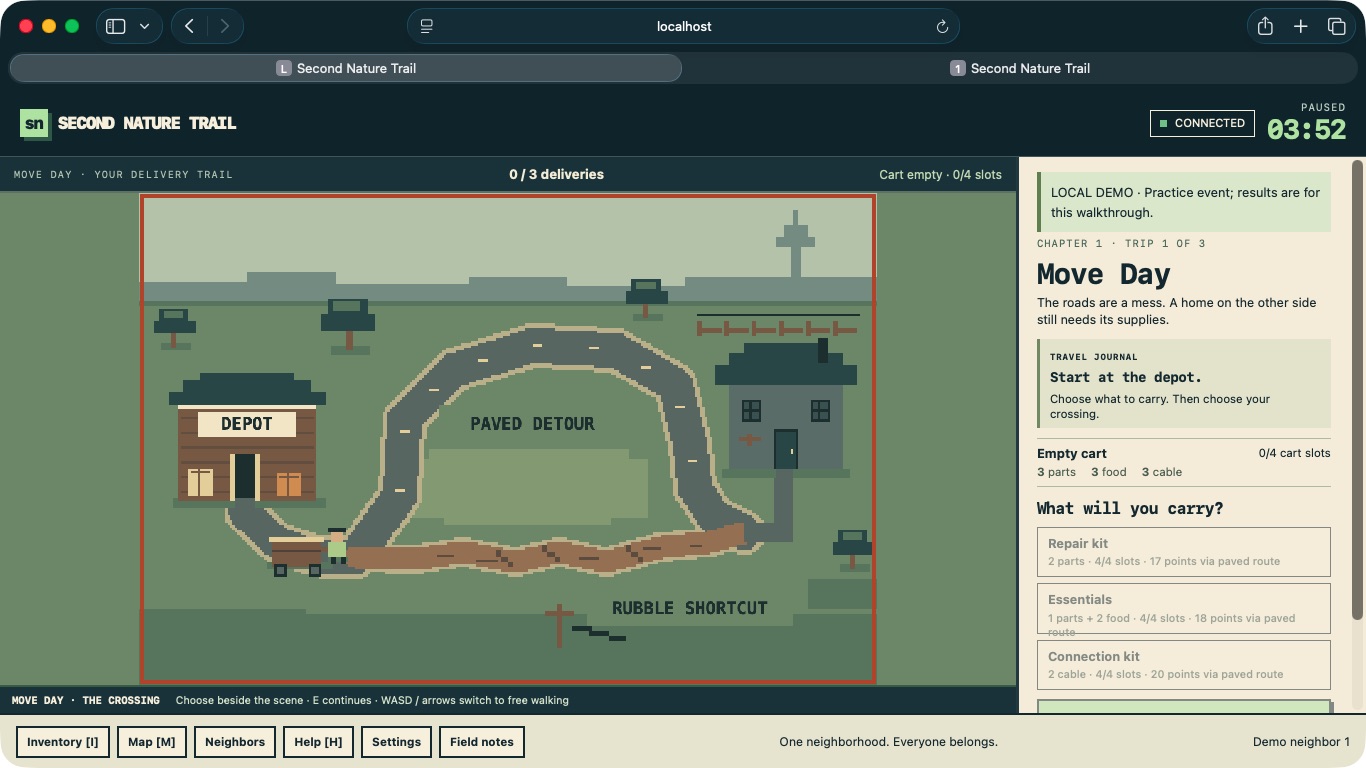 localhost
L Second Nature Trail
1 Second Nature Trail
sn SECOND NATURE TRAIL
CONNECTED
PAUSED
03:52
MOVE DAY · YOUR DELIVERY TRAIL
0 / 3 deliveries
Cart empty · 0/4 slots
DEPOT
PAVED DETOUR
RUBBLE SHORTCUT
MOVE DAY · THE CROSSING
Choose beside the scene · E continues · WASD / arrows switch to free walking
LOCAL DEMO · Practice event; results are for
this walkthrough.
CHAPTER 1 · TRIP 1 OF 3
Move Day
The roads are a mess. A home on the other side
still needs its supplies.
TRAVEL JOURNAL
Start at the depot.
Choose what to carry. Then choose your
crossing.
Empty cart
0/4 cart slots
3 parts 3 food 3 cable
What will you carry?
Repair kit
2 parts · 4/4 slots · 17 points via paved route
Essentials
1 parts + 2 food · 4/4 slots · 18 points via paved
route
Connection kit
2 cable · 4/4 slots · 20 points via paved route
Inventory [I]
Map [M]
Neighbors
Help [H]
Settings
Field notes
One neighborhood. Everyone belongs.
Demo neighbor 1